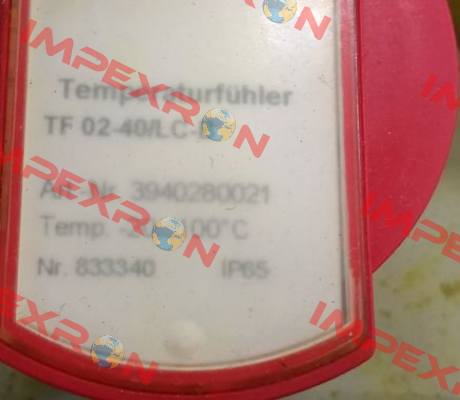 IMPEXRON
Temperaturfühler
TF 02-40/LC-
Art. Nr. 3940280021
Temp. 100°C
Nr. 833340 IP65
IMPEXRON
IMPEXRON
IMPEXRON
IMPEXRON